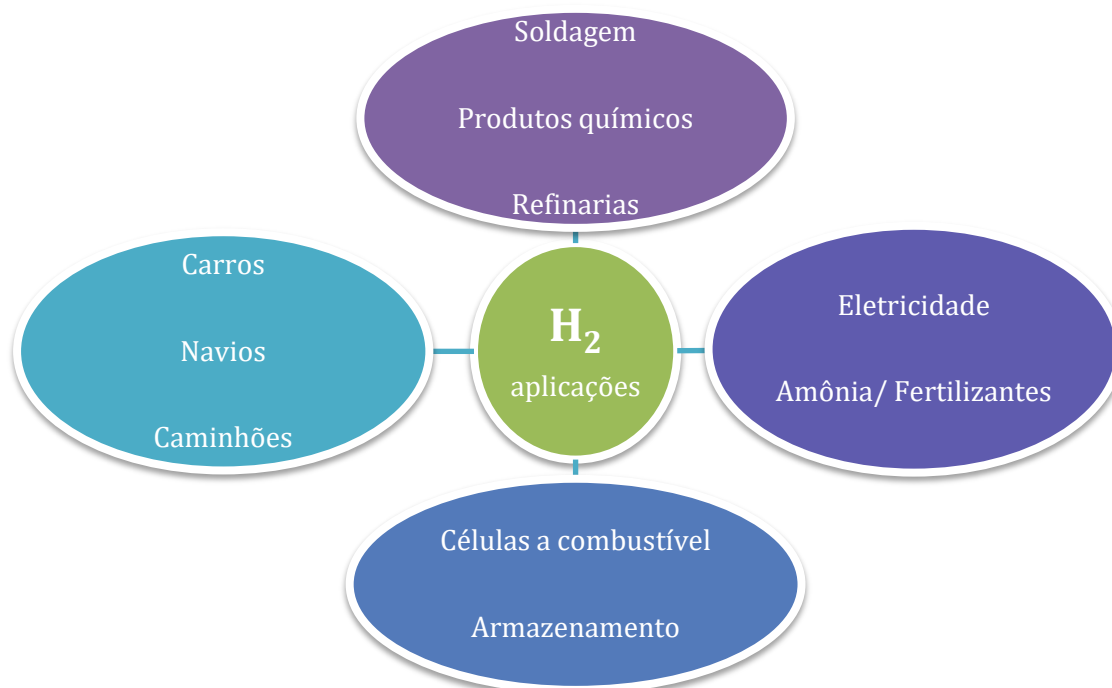 Soldagem
Produtos químicos
Refinarias
Carros
Navios
Caminhões
H₂
aplicações
Eletricidade
Amônia/ Fertilizantes
Células a combustível
Armazenamento